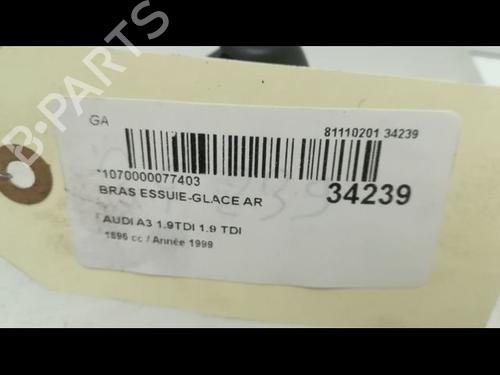 B-PARTS
GA
81110201 34239
*1070000077403
BRAS ESSUIE-GLACE AR
34239
AUDI A3 1.9TDI 1.9 TDI
1896 cc / Année 1999